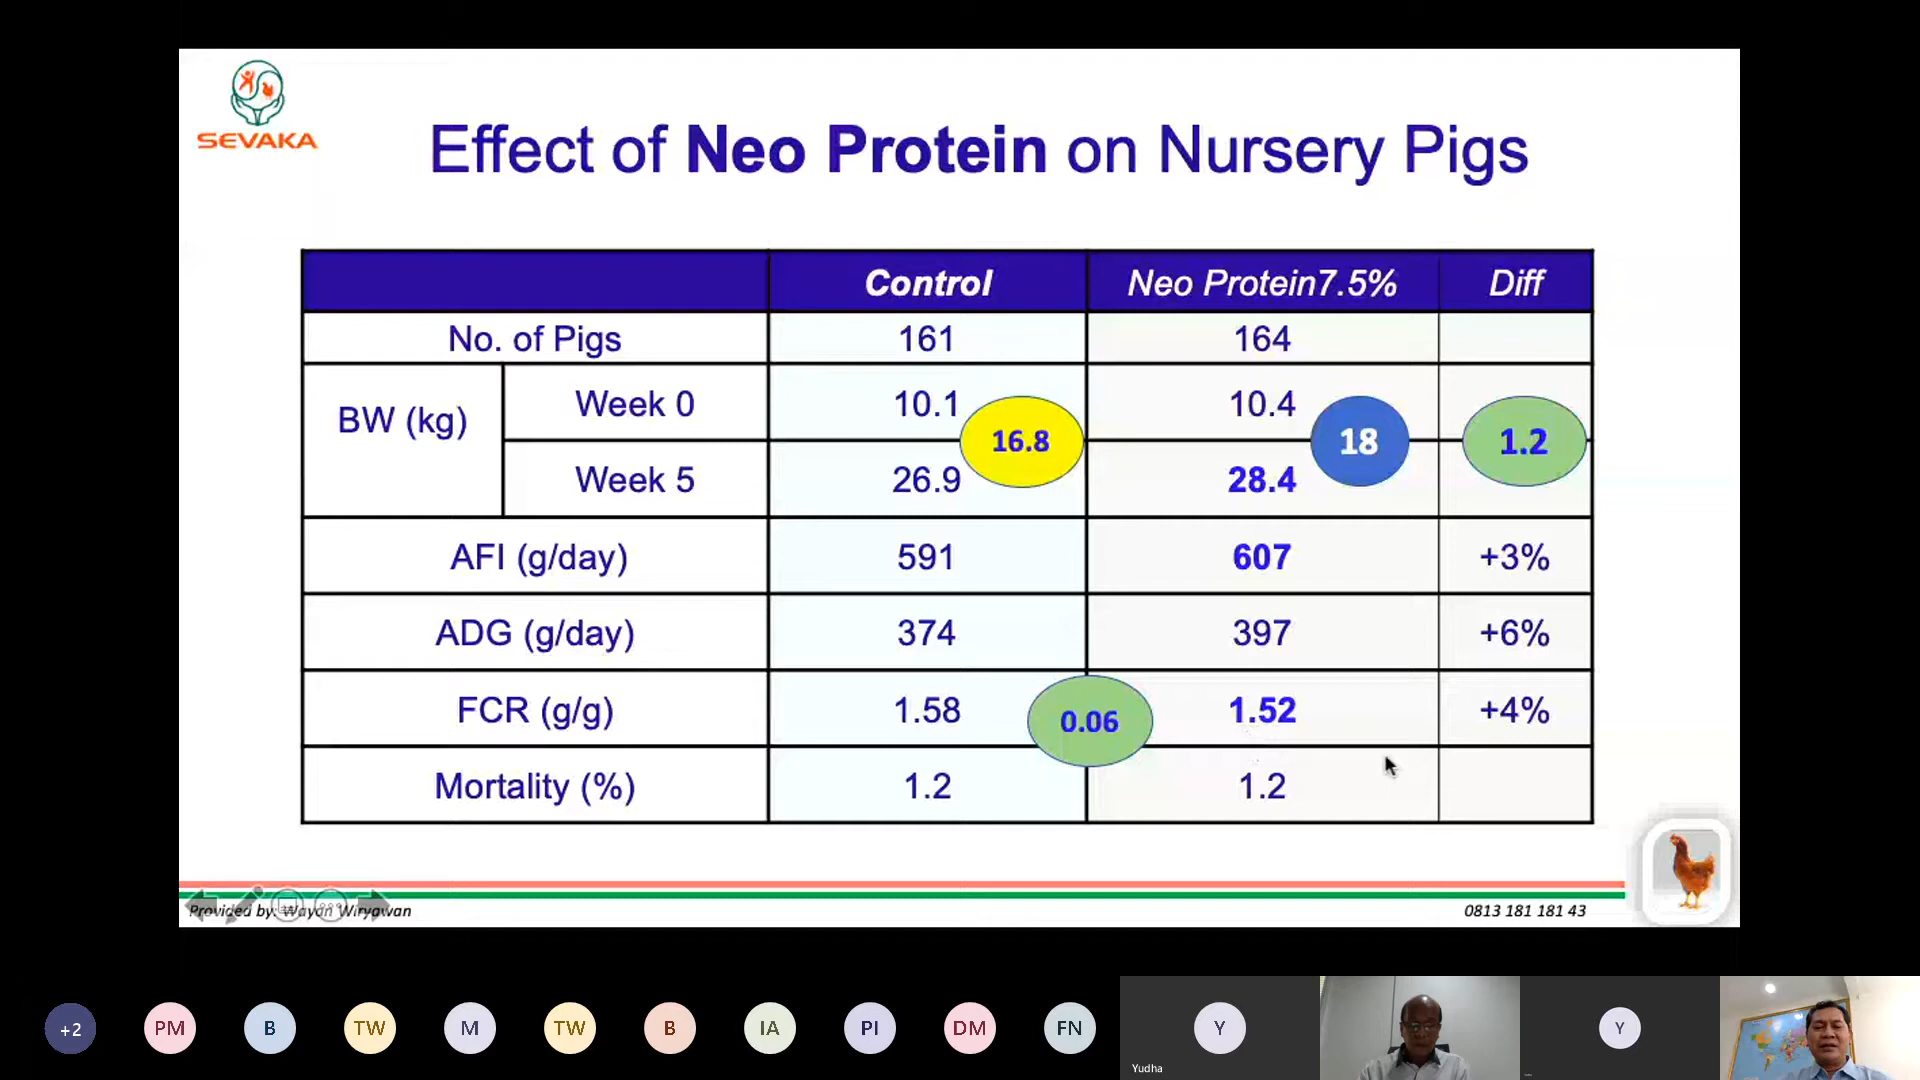 SEVAKA
Effect of Neo Protein on Nursery Pigs
Control Neo Protein7.5% Diff
No. of Pigs 161 164
BW (kg) Week 0 10.1 10.4
16.8 18 1.2
Week 5 26.9 28.4
AFI (g/day) 591 607 +3%
ADG (g/day) 374 397 +6%
FCR (g/g) 1.58 0.06 1.52 +4%
Mortality (%) 1.2 1.2
Provided by: Wayan Wiryawan
0813 181 181 43
+2 PM B TW M TW B IA PI DM FN Y Y
Yudha